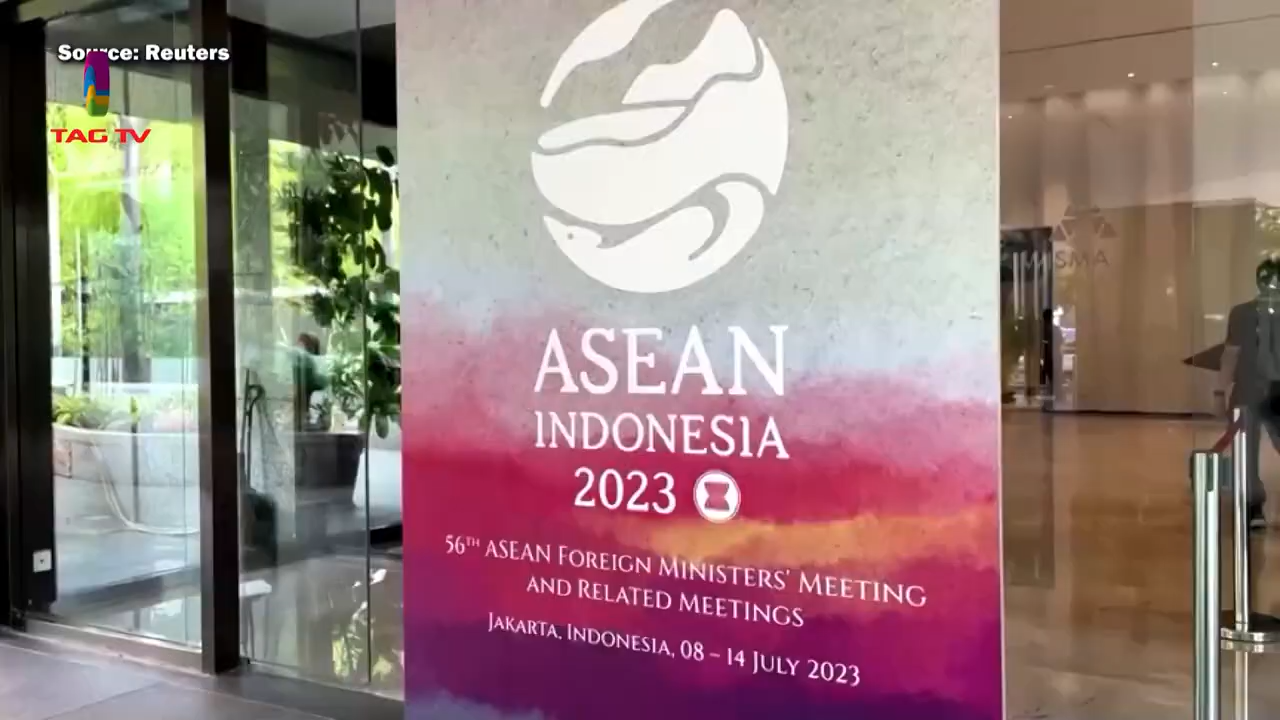 Source: Reuters
TAG TV
ASEAN
INDONESIA
2023
56TH ASEAN FOREIGN MINISTERS' MEETING
AND RELATED MEETINGS
JAKARTA, INDONESIA, 08 – 14 JULY 2023